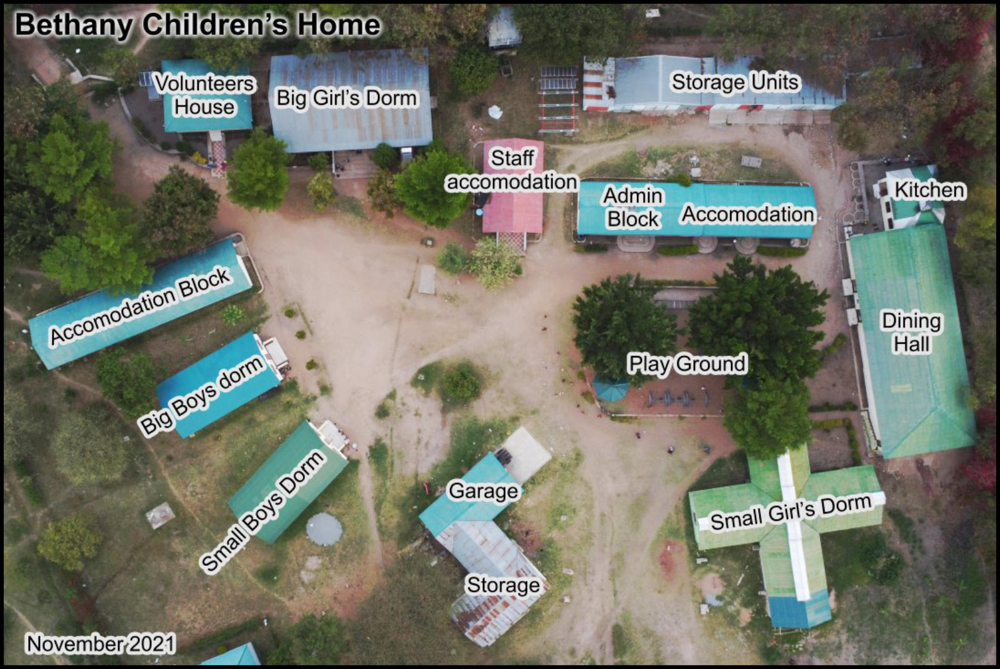 Bethany Children's Home
Volunteers
House
Big Girl's Dorm
Storage Units
Staff
accomodation
Admin
Block
Accomodation
Kitchen
Accomodation Block
Dining
Hall
Big Boys dorm
Play Ground
Small Boys Dorm
Garage
Small Girl's Dorm
Storage
November 2021